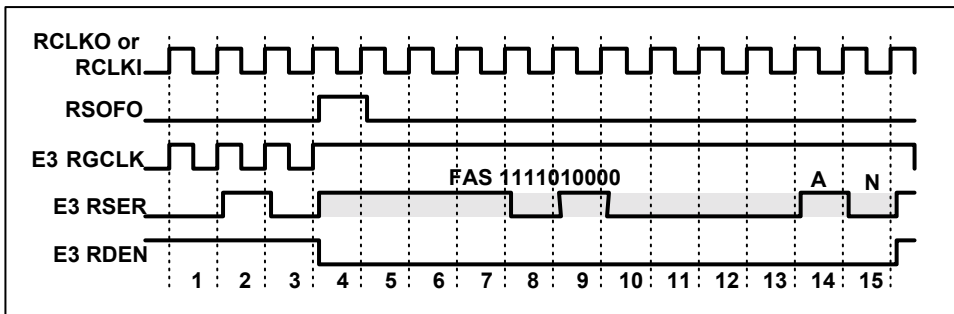 RCLKO or
RCLKI
RSOFO
E3 RGCLK
FAS 1111010000
A
N
E3 RSER
E3 RDEN
1 2 3 4 5 6 7 8 9 10 11 12 13 14 15